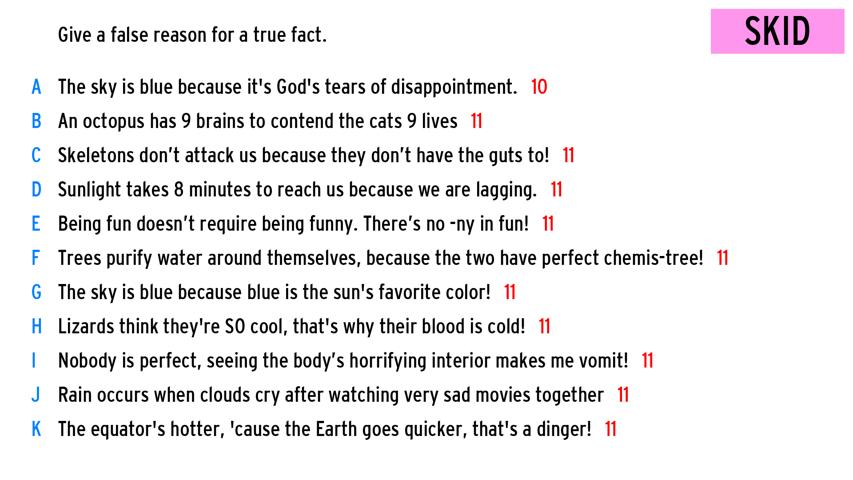 Give a false reason for a true fact.
SKID
A The sky is blue because it's God's tears of disappointment. 10
B An octopus has 9 brains to contend the cats 9 lives 11
C Skeletons don’t attack us because they don’t have the guts to! 11
D Sunlight takes 8 minutes to reach us because we are lagging. 11
E Being fun doesn’t require being funny. There’s no -ny in fun! 11
F Trees purify water around themselves, because the two have perfect chemis-tree! 11
G The sky is blue because blue is the sun's favorite color! 11
H Lizards think they're SO cool, that's why their blood is cold! 11
I Nobody is perfect, seeing the body’s horrifying interior makes me vomit! 11
J Rain occurs when clouds cry after watching very sad movies together 11
K The equator's hotter, 'cause the Earth goes quicker, that's a dinger! 11